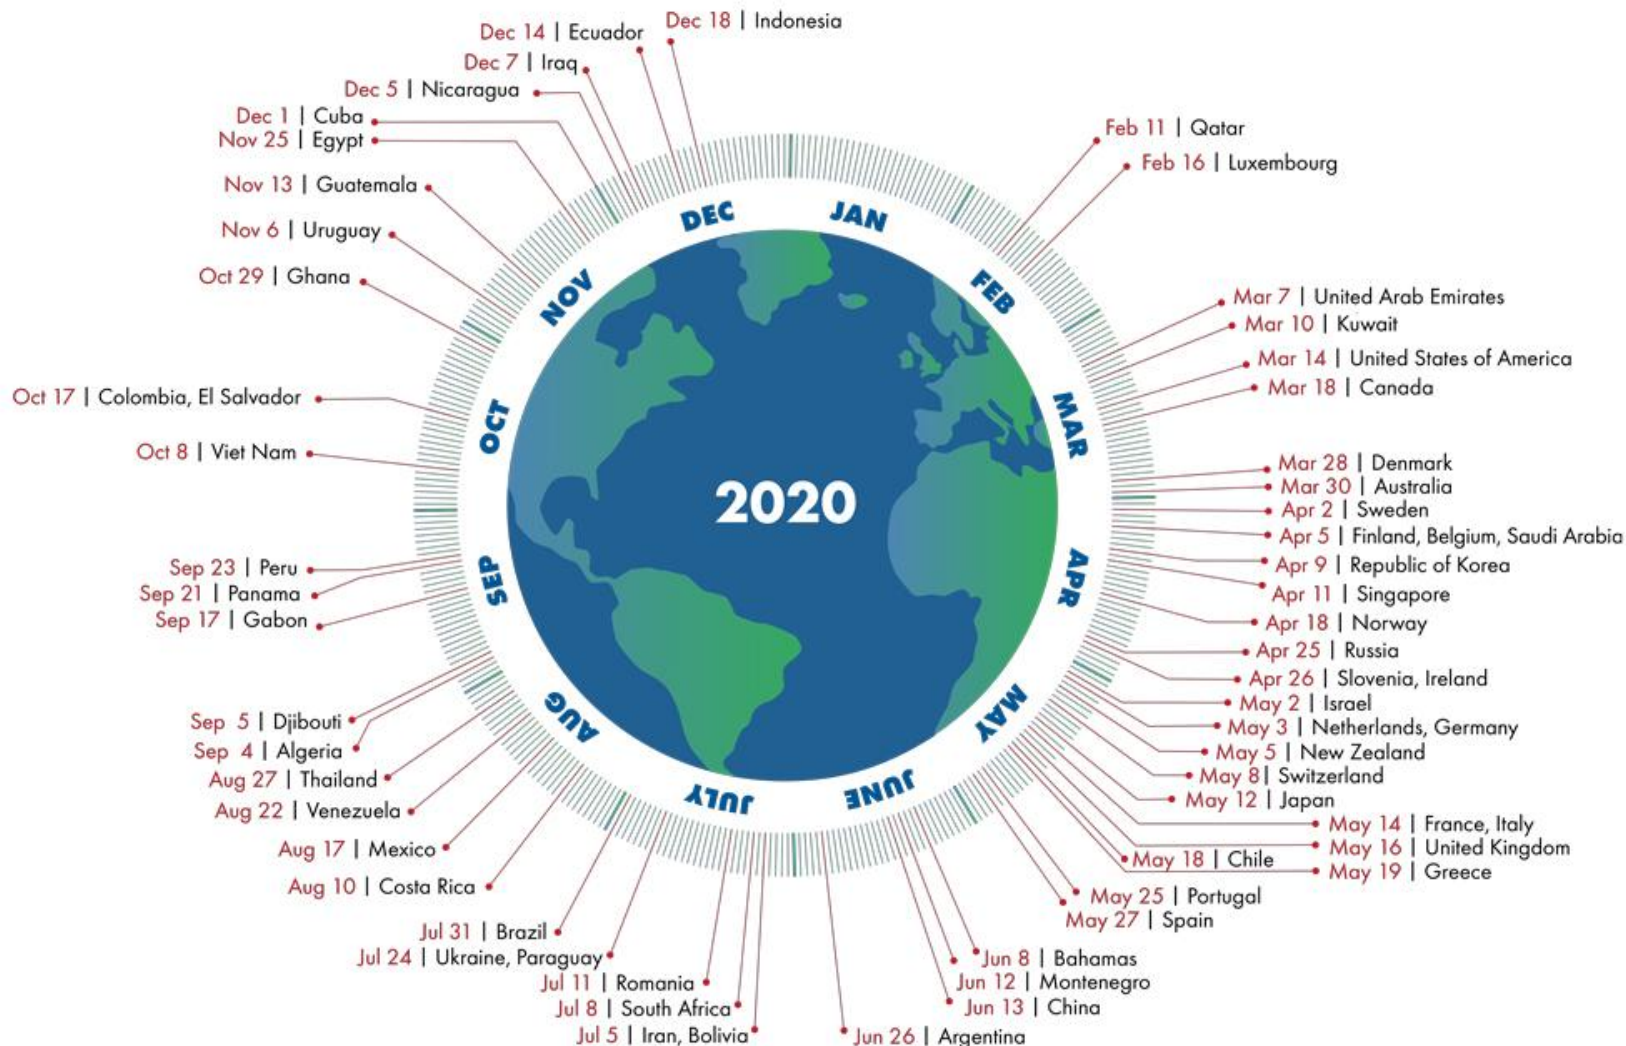 Dec 18 | Indonesia
Dec 14 | Ecuador
Dec 7 | Iraq
Dec 5 | Nicaragua
Dec 1 | Cuba
Nov 25 | Egypt
Nov 13 | Guatemala
Nov 6 | Uruguay
Oct 29 | Ghana
Oct 17 | Colombia, El Salvador
Oct 8 | Viet Nam
Sep 23 | Peru
Sep 21 | Panama
Sep 17 | Gabon
Sep 5 | Djibouti
Sep 4 | Algeria
Aug 27 | Thailand
Aug 22 | Venezuela
Aug 17 | Mexico
Aug 10 | Costa Rica
Jul 31 | Brazil
Jul 24 | Ukraine, Paraguay
Jul 11 | Romania
Jul 8 | South Africa
Jul 5 | Iran, Bolivia
Feb 11 | Qatar
Feb 16 | Luxembourg
Mar 7 | United Arab Emirates
Mar 10 | Kuwait
Mar 14 | United States of America
Mar 18 | Canada
Mar 28 | Denmark
Mar 30 | Australia
Apr 2 | Sweden
Apr 5 | Finland, Belgium, Saudi Arabia
Apr 9 | Republic of Korea
Apr 11 | Singapore
Apr 18 | Norway
Apr 25 | Russia
Apr 26 | Slovenia, Ireland
May 2 | Israel
May 3 | Netherlands, Germany
May 5 | New Zealand
May 8| Switzerland
May 12 | Japan
May 14 | France, Italy
May 16 | United Kingdom
May 18 | Chile
May 19 | Greece
May 25 | Portugal
May 27 | Spain
Jun 8 | Bahamas
Jun 12 | Montenegro
Jun 13 | China
Jun 26 | Argentina
JAN
FEB
MAR
APR
MAY
JUNE
JULY
AUG
SEP
OCT
NOV
DEC
2020